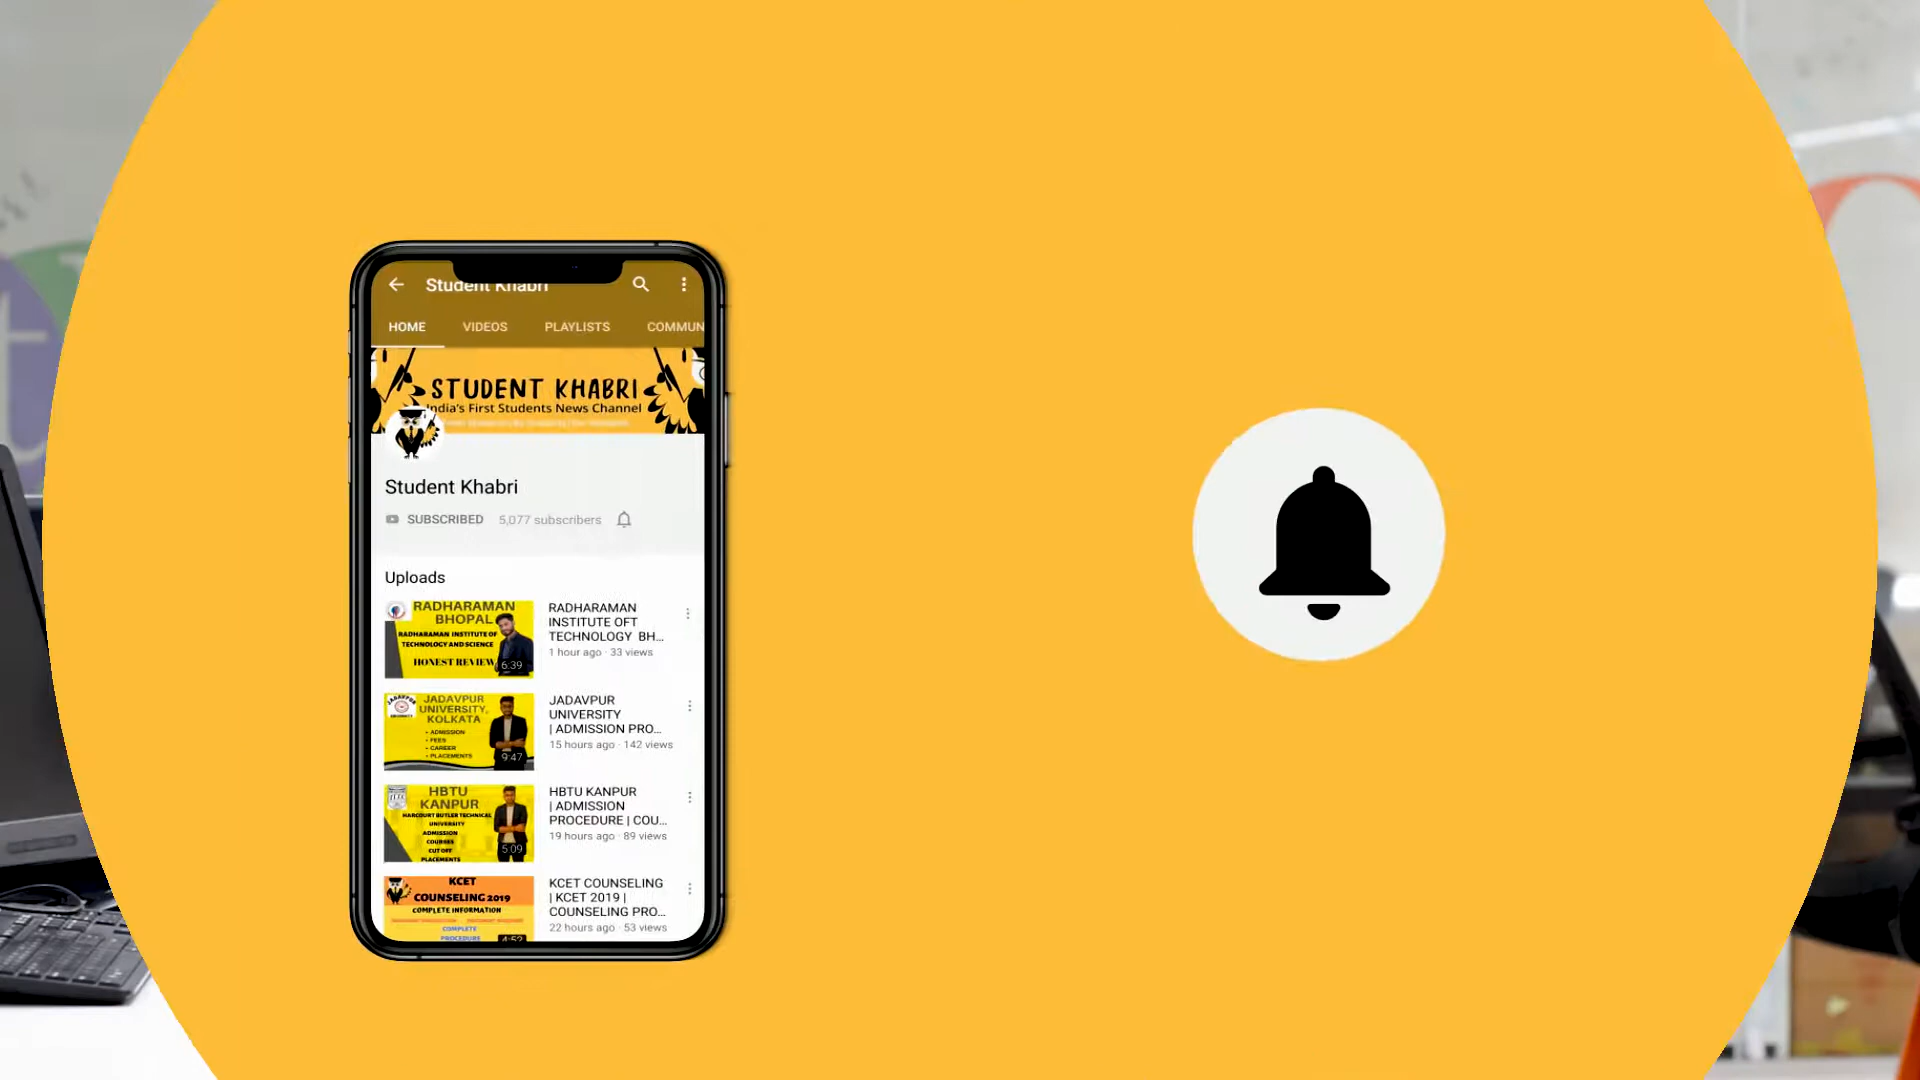 Student Khabri
HOME VIDEOS PLAYLISTS COMMUN
STUDENT KHABRI
India's First Students News Channel
Student Khabri
SUBSCRIBED 5,077 subscribers
Uploads
RADHARAMAN
BHOPAL
RADHARAMAN INSTITUTE OF
TECHNOLOGY AND SCIENCE
HONEST REVIEW
6:39
RADHARAMAN
INSTITUTE OFT
TECHNOLOGY BH...
1 hour ago · 33 views
JADAVPUR
UNIVERSITY,
KOLKATA
• ADMISSION
• FEES
• CAREER
• PLACEMENTS
9:47
JADAVPUR
UNIVERSITY
| ADMISSION PRO...
15 hours ago · 142 views
HBTU
KANPUR
HARCOURT BUTLER TECHNICAL
UNIVERSITY
ADMISSION
COURSES
CUT OFF
PLACEMENTS
5:09
HBTU KANPUR
| ADMISSION
PROCEDURE | COU...
19 hours ago · 89 views
KCET
COUNSELING 2019
COMPLETE INFORMATION
COMPLETE
PROCEDURE
4:52
KCET COUNSELING
| KCET 2019 |
COUNSELING PRO...
22 hours ago · 53 views
t